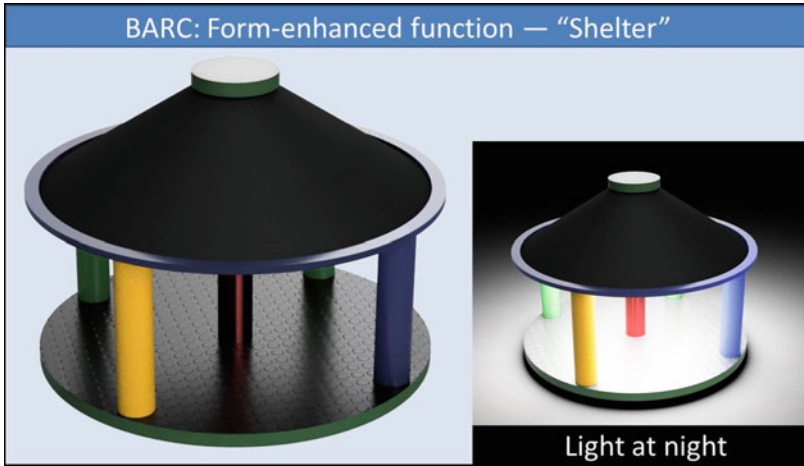 BARC: Form-enhanced function — “Shelter”
Light at night